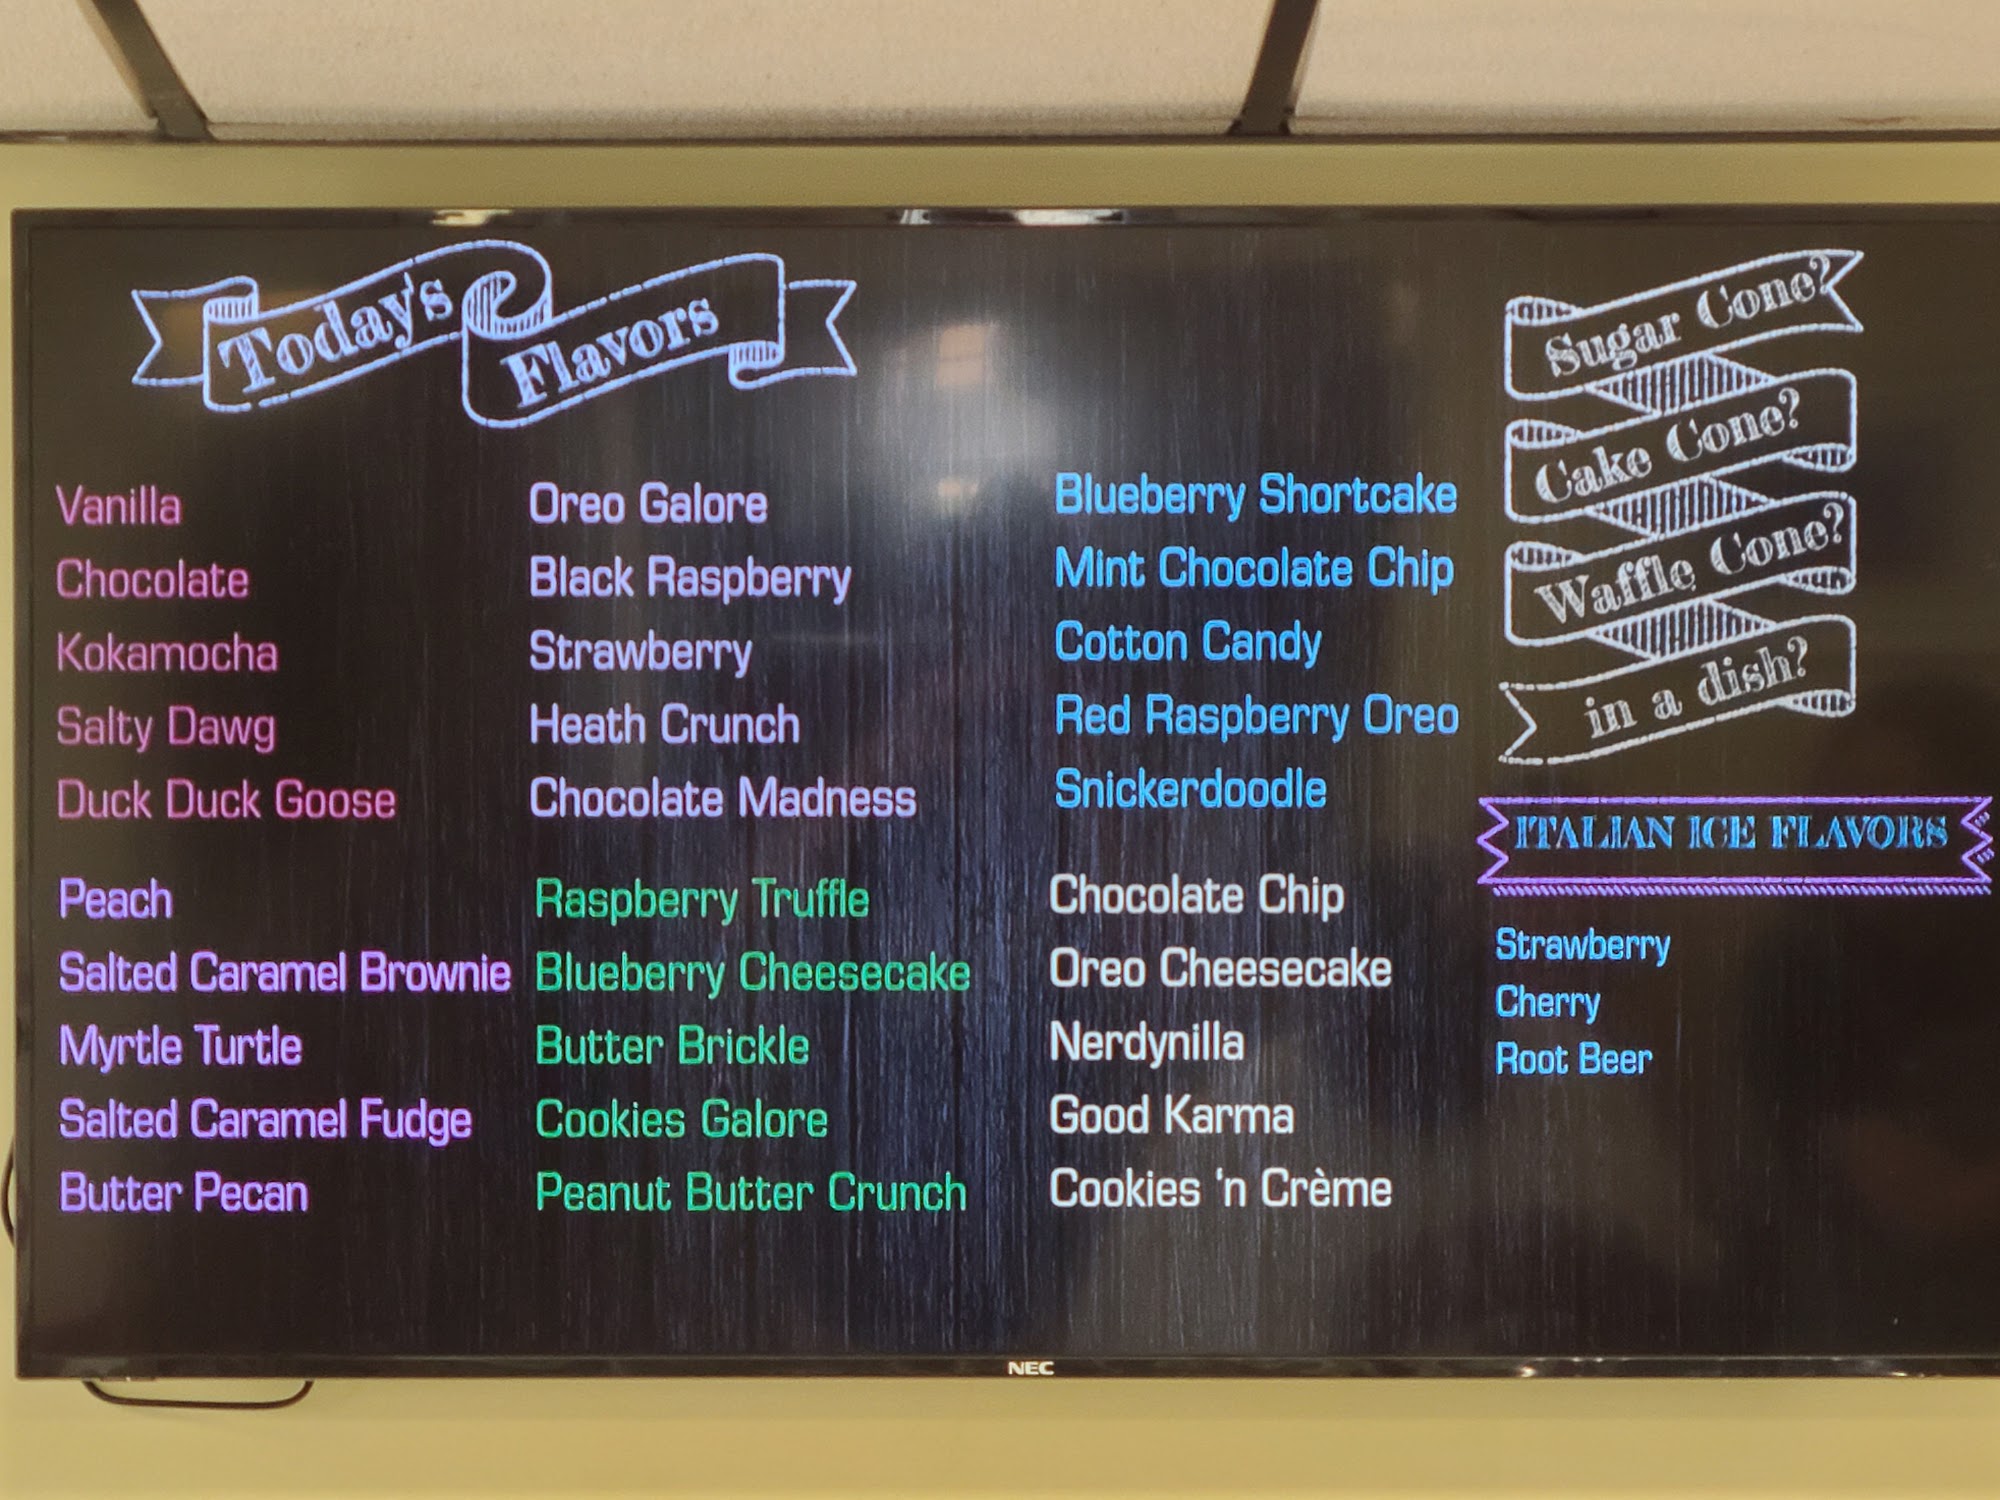 Today's
Flavors
Vanilla
Chocolate
Kokamocha
Salty Dawg
Duck Duck Goose
Oreo Galore
Black Raspberry
Strawberry
Heath Crunch
Chocolate Madness
Blueberry Shortcake
Mint Chocolate Chip
Cotton Candy
Red Raspberry Oreo
Snickerdoodle
Peach
Salted Caramel Brownie
Myrtle Turtle
Salted Caramel Fudge
Butter Pecan
Raspberry Truffle
Blueberry Cheesecake
Butter Brickle
Cookies Galore
Peanut Butter Crunch
Chocolate Chip
Oreo Cheesecake
Nerdynilla
Good Karma
Cookies 'n Crème
Sugar Cone?
Cake Cone?
Waffle Cone?
in a dish?
ITALIAN ICE FLAVORS
Strawberry
Cherry
Root Beer
NEC